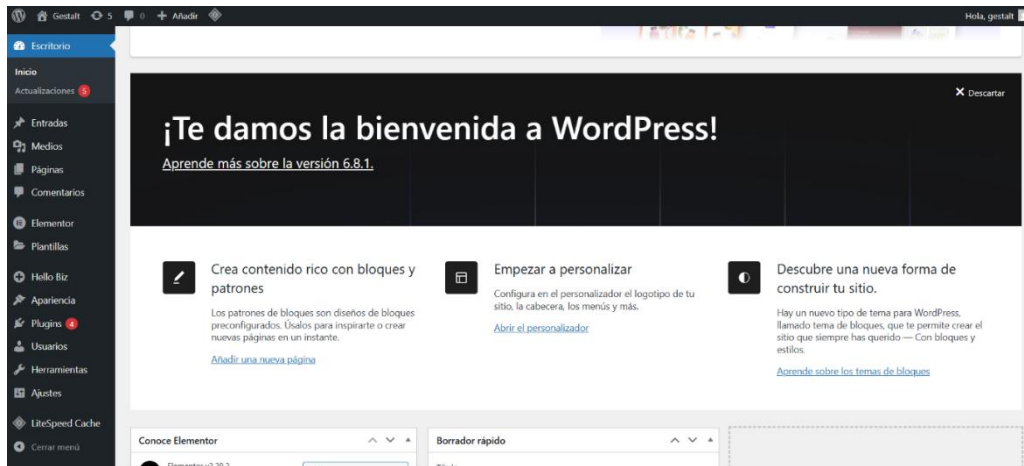 Gestalt 5 0 Añadir
Hola, gestalt
Escritorio
Inicio
Actualizaciones 5
Entradas
Medios
Páginas
Comentarios
Elementor
Plantillas
Hello Biz
Apariencia
Plugins 4
Usuarios
Herramientas
Ajustes
LiteSpeed Cache
Cerrar menú
Descartar
¡Te damos la bienvenida a WordPress!
Aprende más sobre la versión 6.8.1.
Crea contenido rico con bloques y
patrones
Los patrones de bloques son diseños de bloques
preconfigurados. Úsalos para inspirarte o crear
nuevas páginas en un instante.
Añadir una nueva página
Empezar a personalizar
Configura en el personalizador el logotipo de tu
sitio, la cabecera, los menús y más.
Abrir el personalizador
Descubre una nueva forma de
construir tu sitio.
Hay un nuevo tipo de tema para WordPress,
llamado tema de bloques, que te permite crear el
sitio que siempre has querido — Con bloques y
estilos.
Aprende sobre los temas de bloques
Conoce Elementor
Borrador rápido